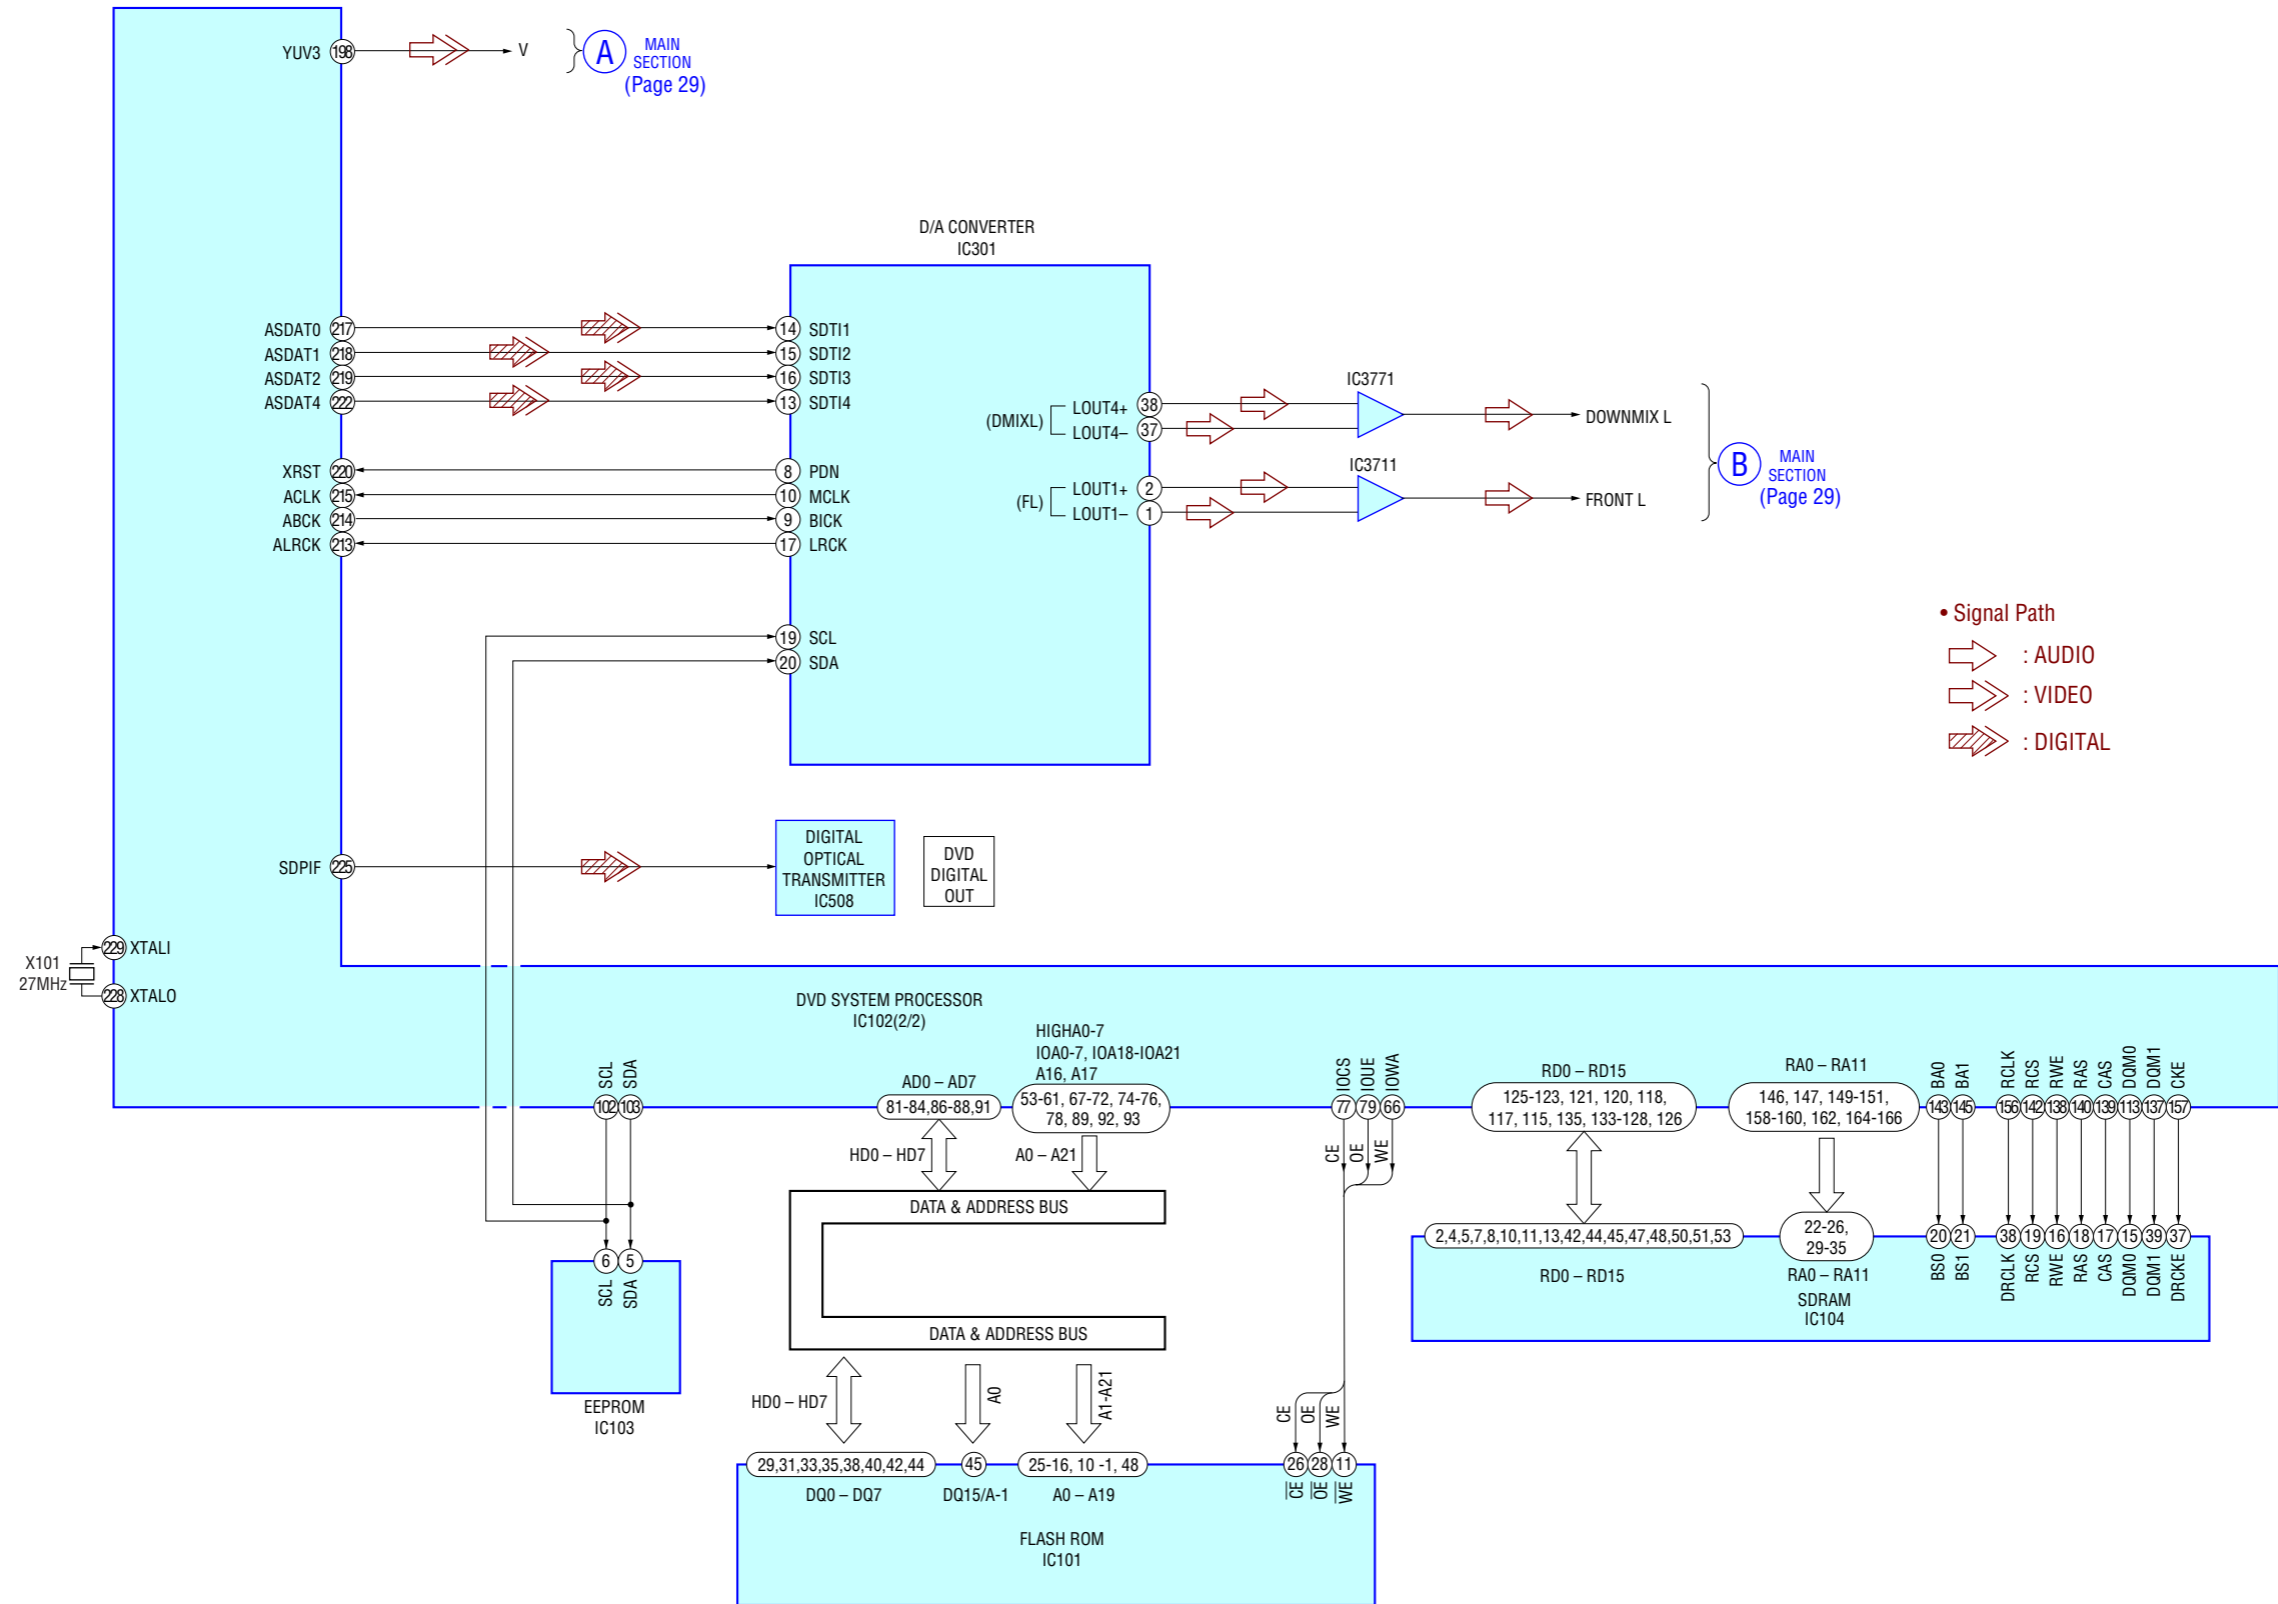 YUV3 198
V
A
MAIN
SECTION
(Page 29)
D/A CONVERTER
IC301
ASDAT0 217
14 SDTI1
ASDAT1 218
15 SDTI2
ASDAT2 219
16 SDTI3
ASDAT4 222
13 SDTI4
XRST 220
8 PDN
ACLK 215
10 MCLK
ABCK 214
9 BICK
ALRCK 213
17 LRCK
19 SCL
20 SDA
(DMIXL)
LOUT4+ 38
LOUT4– 37
(FL)
LOUT1+ 2
LOUT1– 1
IC3771
DOWNMIX L
IC3711
FRONT L
B
MAIN
SECTION
(Page 29)
• Signal Path
: AUDIO
: VIDEO
: DIGITAL
SDPIF 225
DIGITAL
OPTICAL
TRANSMITTER
IC508
DVD
DIGITAL
OUT
X101
27MHz
229 XTALI
228 XTALO
DVD SYSTEM PROCESSOR
IC102(2/2)
SCL
SDA
102 103
AD0 – AD7
81-84,86-88,91
HIGHA0-7
IOA0-7, IOA18-IOA21
A16, A17
53-61, 67-72, 74-76,
78, 89, 92, 93
IOCS
IOUE
IOWA
77 79 66
RD0 – RD15
125-123, 121, 120, 118,
117, 115, 135, 133-128, 126
RA0 – RA11
146, 147, 149-151,
158-160, 162, 164-166
BA0
BA1
RCLK
RCS
RWE
RAS
CAS
DQM0
DQM1
CKE
143 145 156 142 138 140 139 113 137 157
HD0 – HD7
A0 – A21
CE
OE
WE
DATA & ADDRESS BUS
DATA & ADDRESS BUS
2,4,5,7,8,10,11,13,42,44,45,47,48,50,51,53
RD0 – RD15
22-26,
29-35
RA0 – RA11
20 21 38 19 16 18 17 15 39 37
BS0
BS1
DRCLK
RCS
RWE
RAS
CAS
DQM0
DQM1
DRCKE
SDRAM
IC104
6 5
SCL
SDA
EEPROM
IC103
HD0 – HD7
A0
A1-A21
CE
OE
WE
29,31,33,35,38,40,42,44
45
25-16, 10 -1, 48
26 28 11
DQ0 – DQ7
DQ15/A-1
A0 – A19
CE
OE
WE
FLASH ROM
IC101